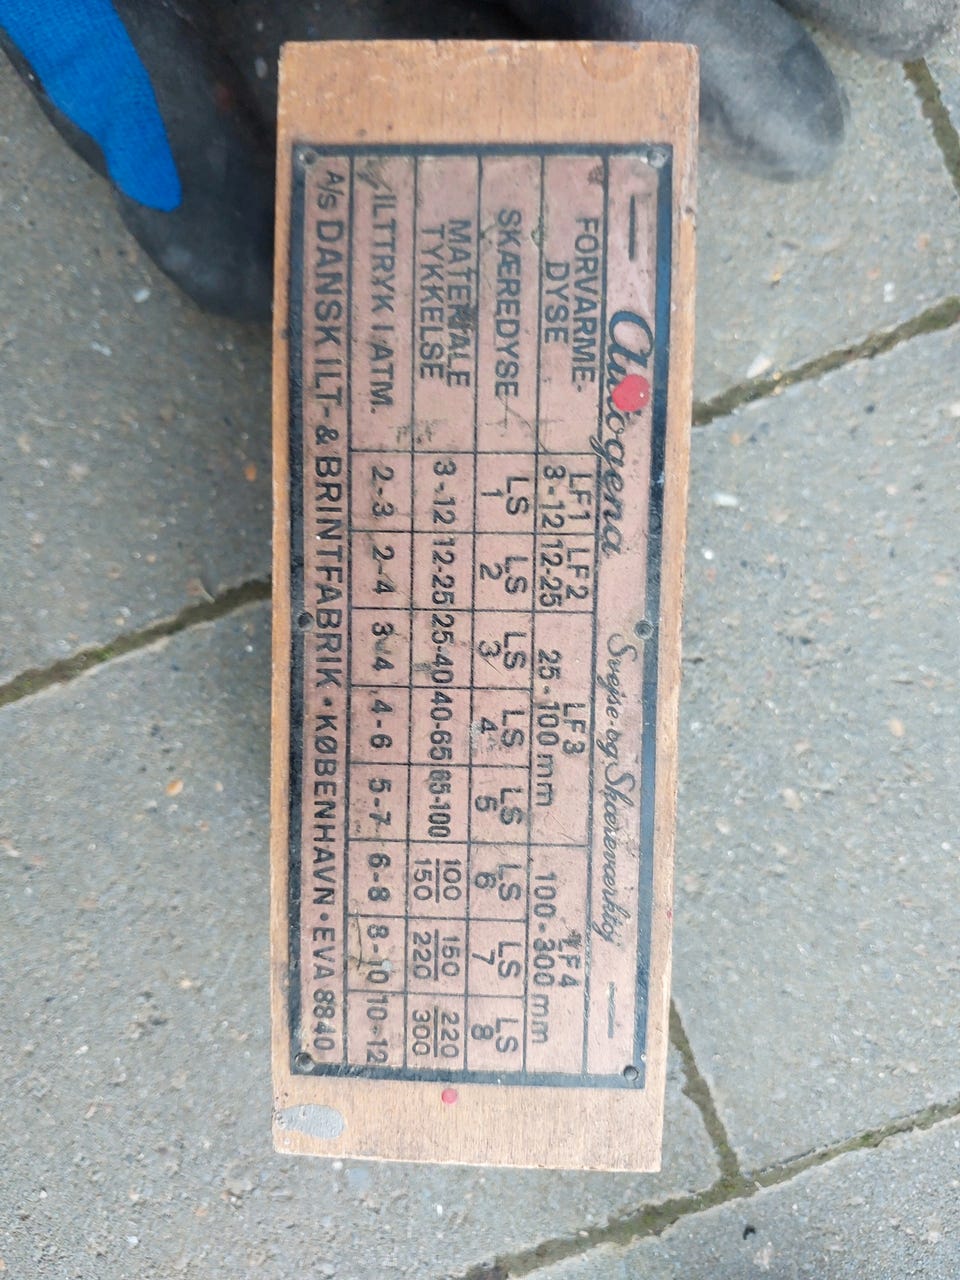 — Autogena Svejse- og Skæreværktøj —
FORVARME-
DYSE
LF1 LF2 LF3 LF4
3-12 12-25 25-100 mm 100-300 mm
SKÆREDYSE LS 1 LS 2 LS 3 LS 4 LS 5 LS 6 LS 7 LS 8
MATERIALE
TYKKELSE
3-12 12-25 25-40 40-65 65-100 100 150 150 220 220 300
ILTTRYK I ATM. 2-3 2-4 3-4 4-6 5-7 6-8 8-10 10-12
A/S DANSK ILT- & BRINTFABRIK • KØBENHAVN • EVA 8840